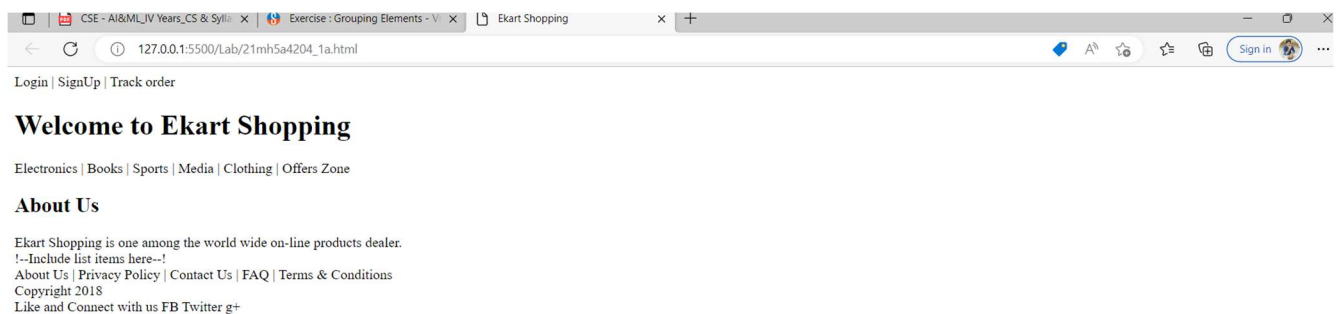 CSE - AI&ML_IV Years_CS & Sylla
Exercise : Grouping Elements - Vi
Ekart Shopping
127.0.0.1:5500/Lab/21mh5a4204_1a.html
Sign in
Login | SignUp | Track order
Welcome to Ekart Shopping
Electronics | Books | Sports | Media | Clothing | Offers Zone
About Us
Ekart Shopping is one among the world wide on-line products dealer.
!--Include list items here--!
About Us | Privacy Policy | Contact Us | FAQ | Terms & Conditions
Copyright 2018
Like and Connect with us FB Twitter g+